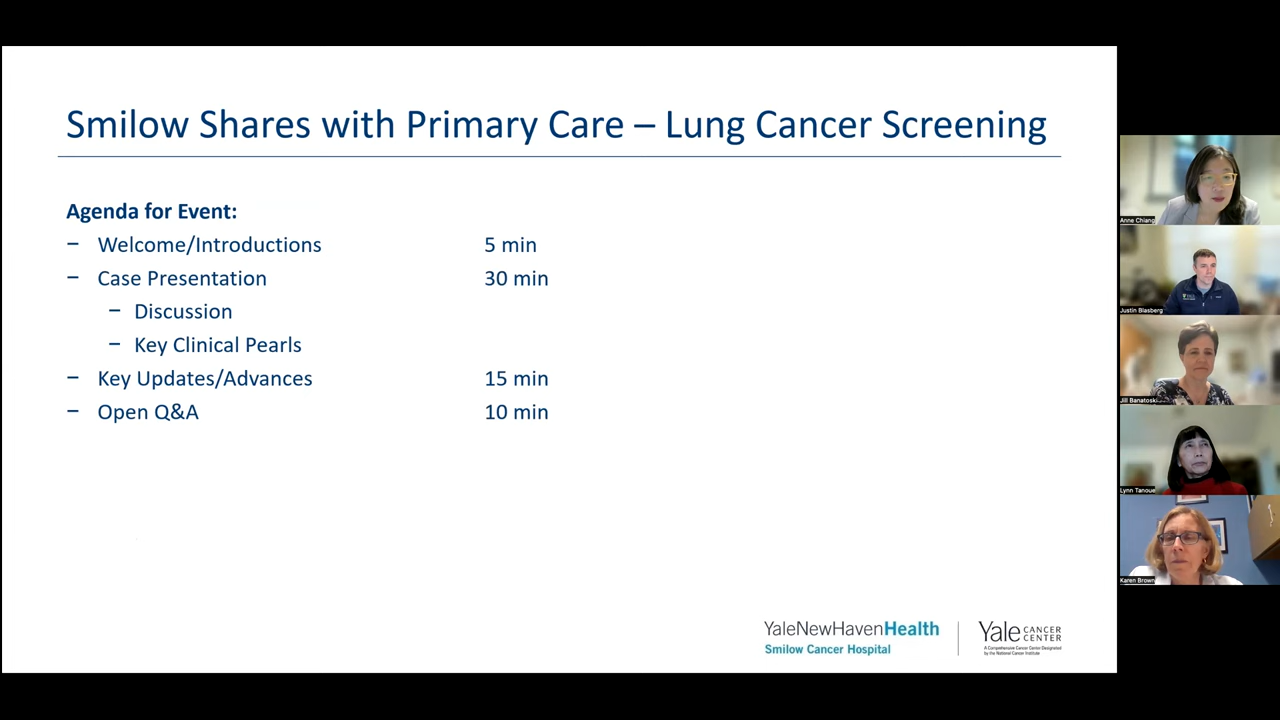 Smilow Shares with Primary Care – Lung Cancer Screening
Agenda for Event:
− Welcome/Introductions 5 min
− Case Presentation 30 min
− Discussion
− Key Clinical Pearls
− Key Updates/Advances 15 min
− Open Q&A 10 min
YaleNewHavenHealth
Smilow Cancer Hospital
Yale CANCER CENTER
A Comprehensive Cancer Center Designated
by the National Cancer Institute
Anne Chiang
Justin Blasberg
Jill Banatoski
Lynn Tanoue
Karen Brown